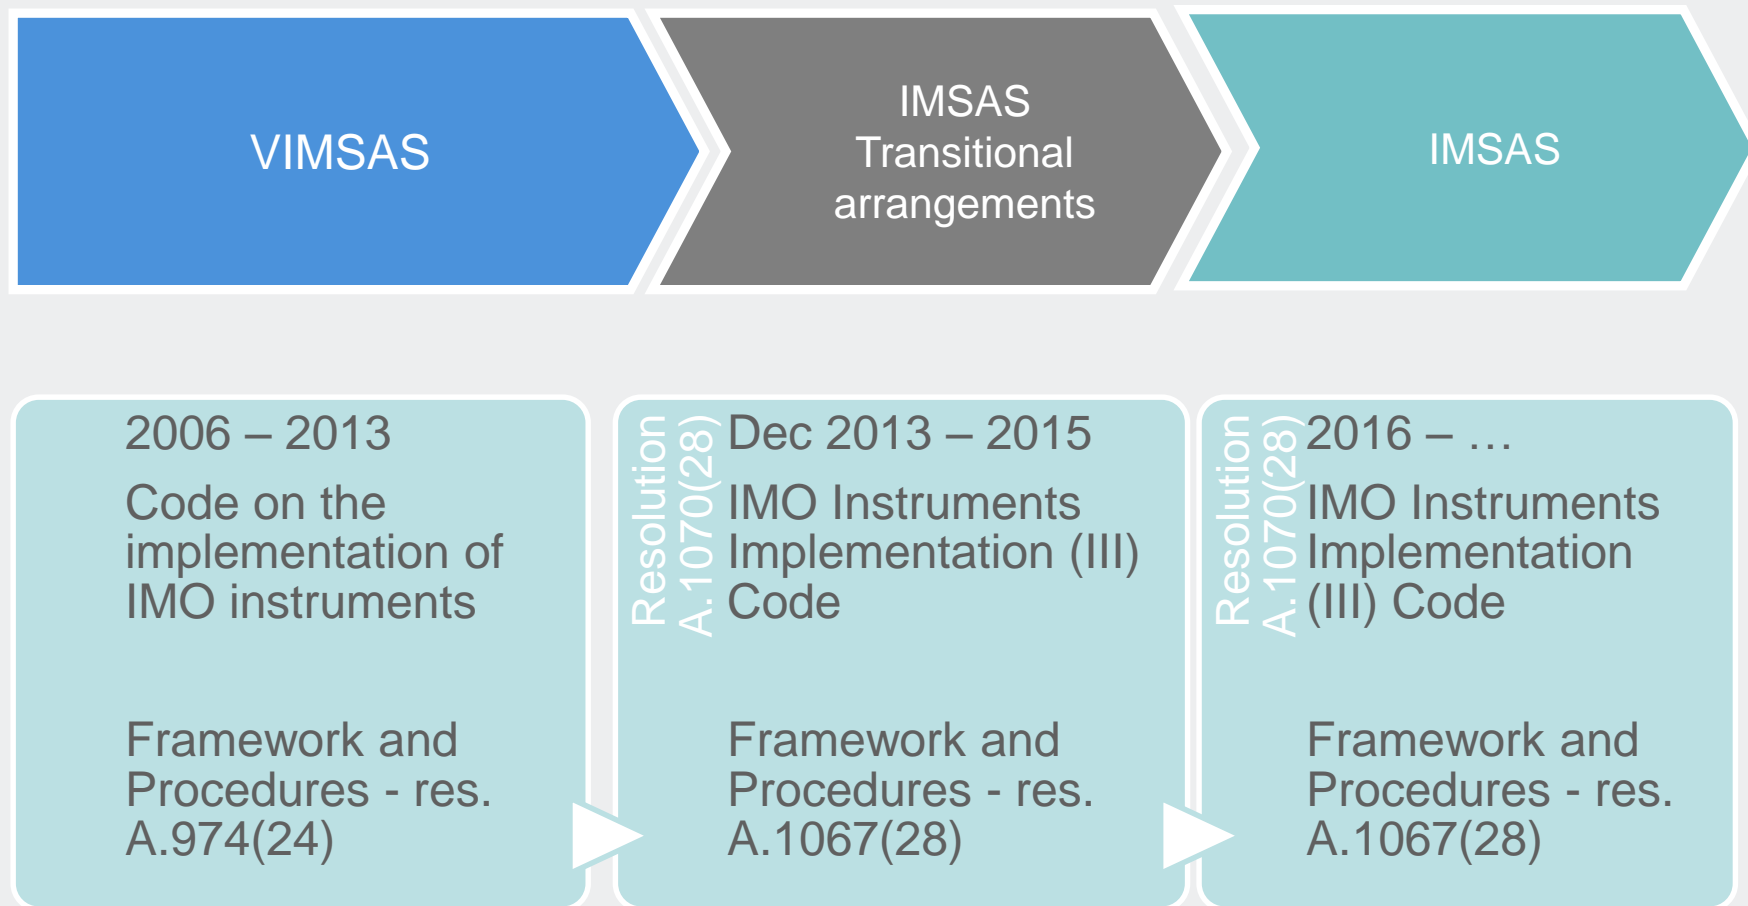 VIMSAS
IMSAS
Transitional
arrangements
IMSAS
2006 – 2013
Code on the
implementation of
IMO instruments
Framework and
Procedures - res.
A.974(24)
Resolution
A.1070(28)
Dec 2013 – 2015
IMO Instruments
Implementation (III)
Code
Framework and
Procedures - res.
A.1067(28)
Resolution
A.1070(28)
2016 – …
IMO Instruments
Implementation
(III) Code
Framework and
Procedures - res.
A.1067(28)